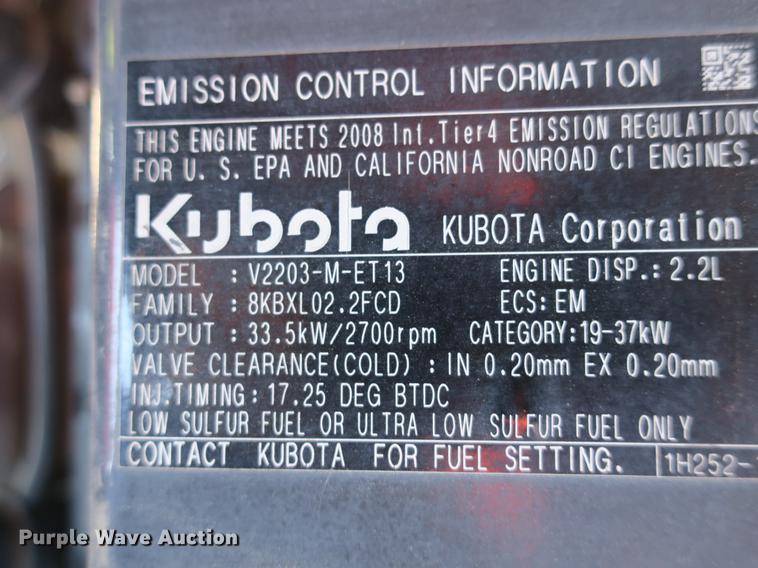 EMISSION CONTROL INFORMATION
THIS ENGINE MEETS 2008 Int.Tier4 EMISSION REGULATIONS
FOR U.S. EPA AND CALIFORNIA NONROAD CI ENGINES.
Kubota KUBOTA Corporation
MODEL : V2203-M-ET13 ENGINE DISP.: 2.2L
FAMILY : 8KBXL02.2FCD ECS: EM
OUTPUT : 33.5kW/2700rpm CATEGORY:19-37kW
VALVE CLEARANCE(COLD) : IN 0.20mm EX 0.20mm
INJ.TIMING: 17.25 DEG BTDC
LOW SULFUR FUEL OR ULTRA LOW SULFUR FUEL ONLY
CONTACT KUBOTA FOR FUEL SETTING. 1H252-
Purple Wave Auction